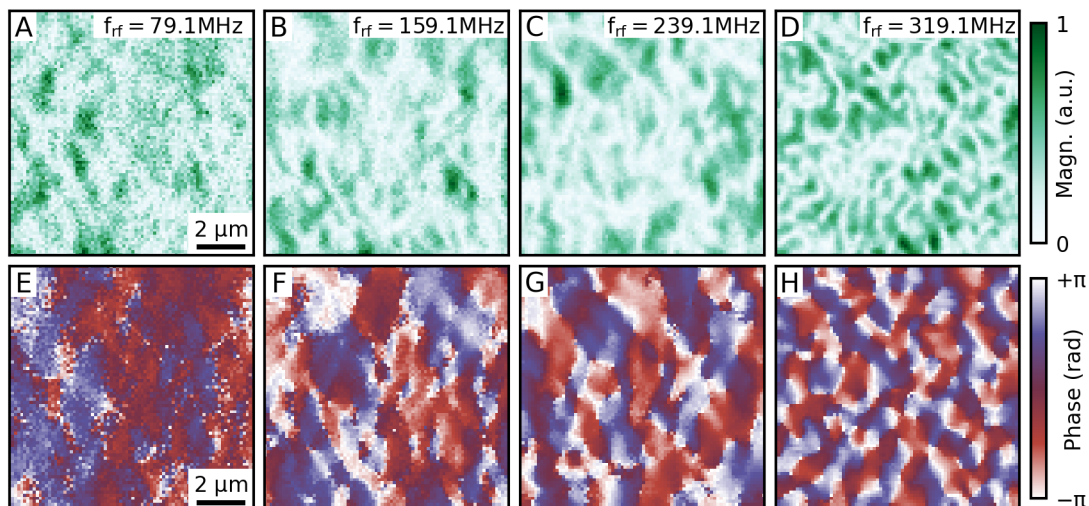 A f_rf = 79.1MHz B f_rf = 159.1MHz C f_rf = 239.1MHz D f_rf = 319.1MHz
1
Magn. (a.u.)
0
2 μm
E F G H
+π
Phase (rad)
−π
2 μm